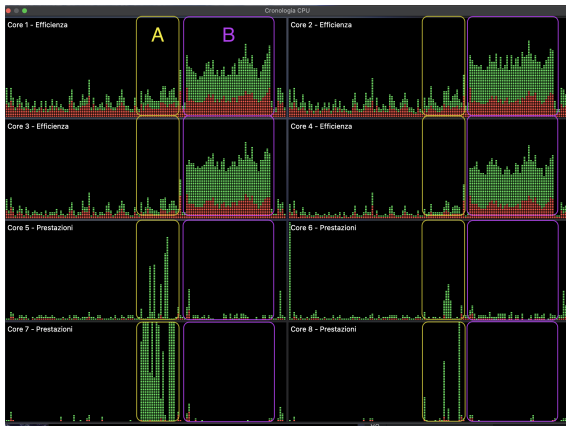 Cronologia CPU
Core 1 - Efficienza
A
B
Core 2 - Efficienza
Core 3 - Efficienza
Core 4 - Efficienza
Core 5 - Prestazioni
Core 6 - Prestazioni
Core 7 - Prestazioni
Core 8 - Prestazioni